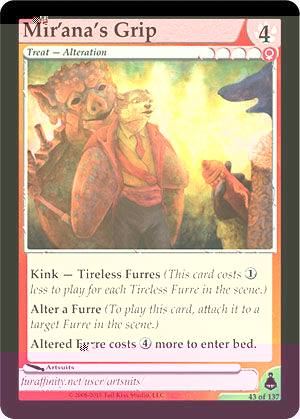 Mir'ana's Grip 4
Treat — Alteration
Kink — Tireless Furres (This card costs 1
less to play for each Tireless Furre in the scene.)
Alter a Furre (To play this card, attach it to
a target Furre in the scene.)
Altered Furre costs 4 more to enter bed.
Artsuits
furaffinity.net/user/artsuits
© 2008-2015 Tail Kiss Studio, LLC
43 of 137